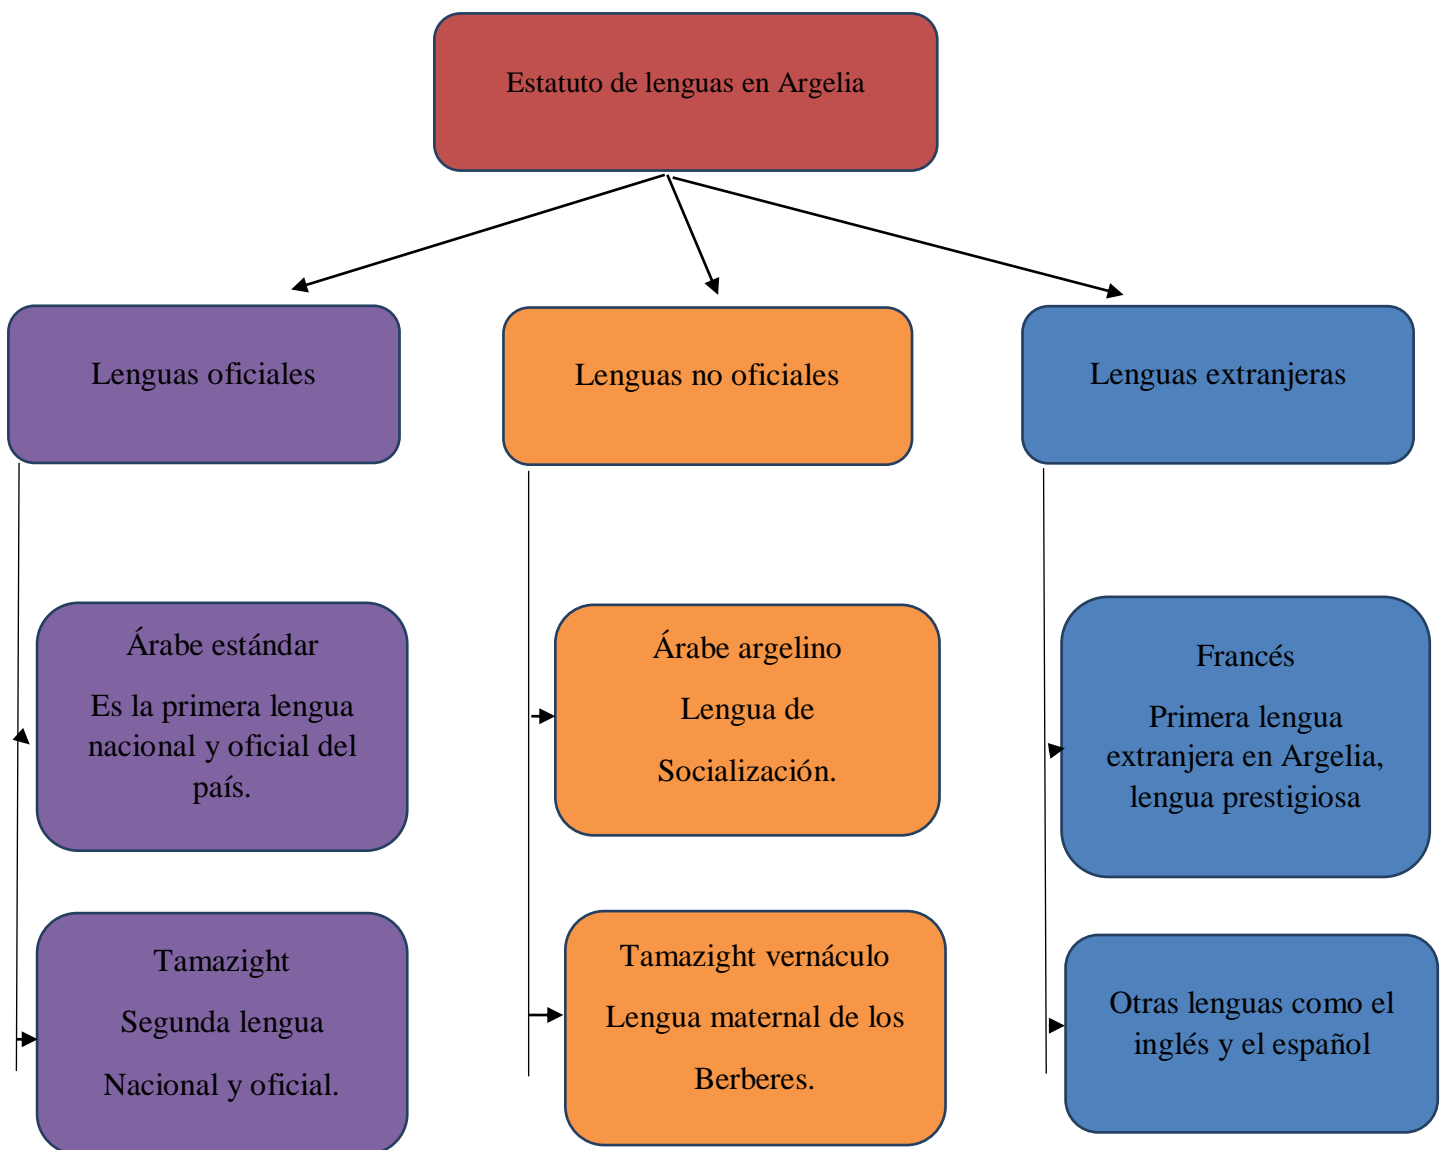 Estatuto de lenguas en Argelia
Lenguas oficiales
Lenguas no oficiales
Lenguas extranjeras
Árabe estándar
Es la primera lengua
nacional y oficial del
país.
Tamazight
Segunda lengua
Nacional y oficial.
Árabe argelino
Lengua de
Socialización.
Tamazight vernáculo
Lengua maternal de los
Berberes.
Francés
Primera lengua
extranjera en Argelia,
lengua prestigiosa
Otras lenguas como el
inglés y el español